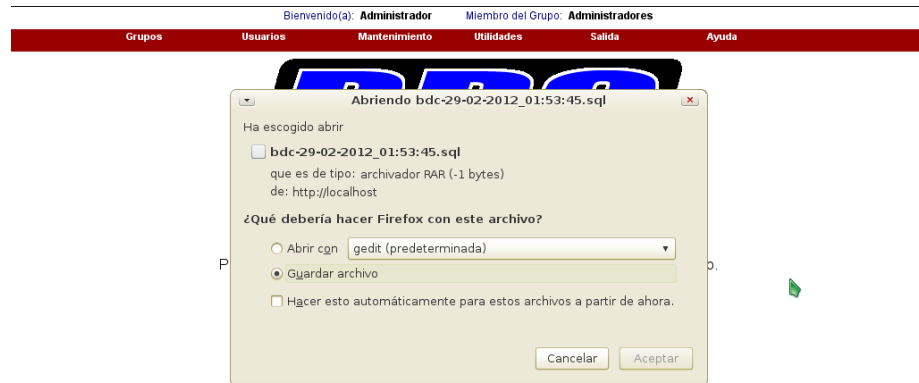 Bienvenido(a): Administrador Miembro del Grupo: Administradores
Grupos Usuarios Mantenimiento Utilidades Salida Ayuda
Abriendo bdc-29-02-2012_01:53:45.sql
Ha escogido abrir
bdc-29-02-2012_01:53:45.sql
que es de tipo: archivador RAR (-1 bytes)
de: http://localhost
¿Qué debería hacer Firefox con este archivo?
Abrir con gedit (predeterminada)
P o.
Guardar archivo
Hacer esto automáticamente para estos archivos a partir de ahora.
Cancelar Aceptar